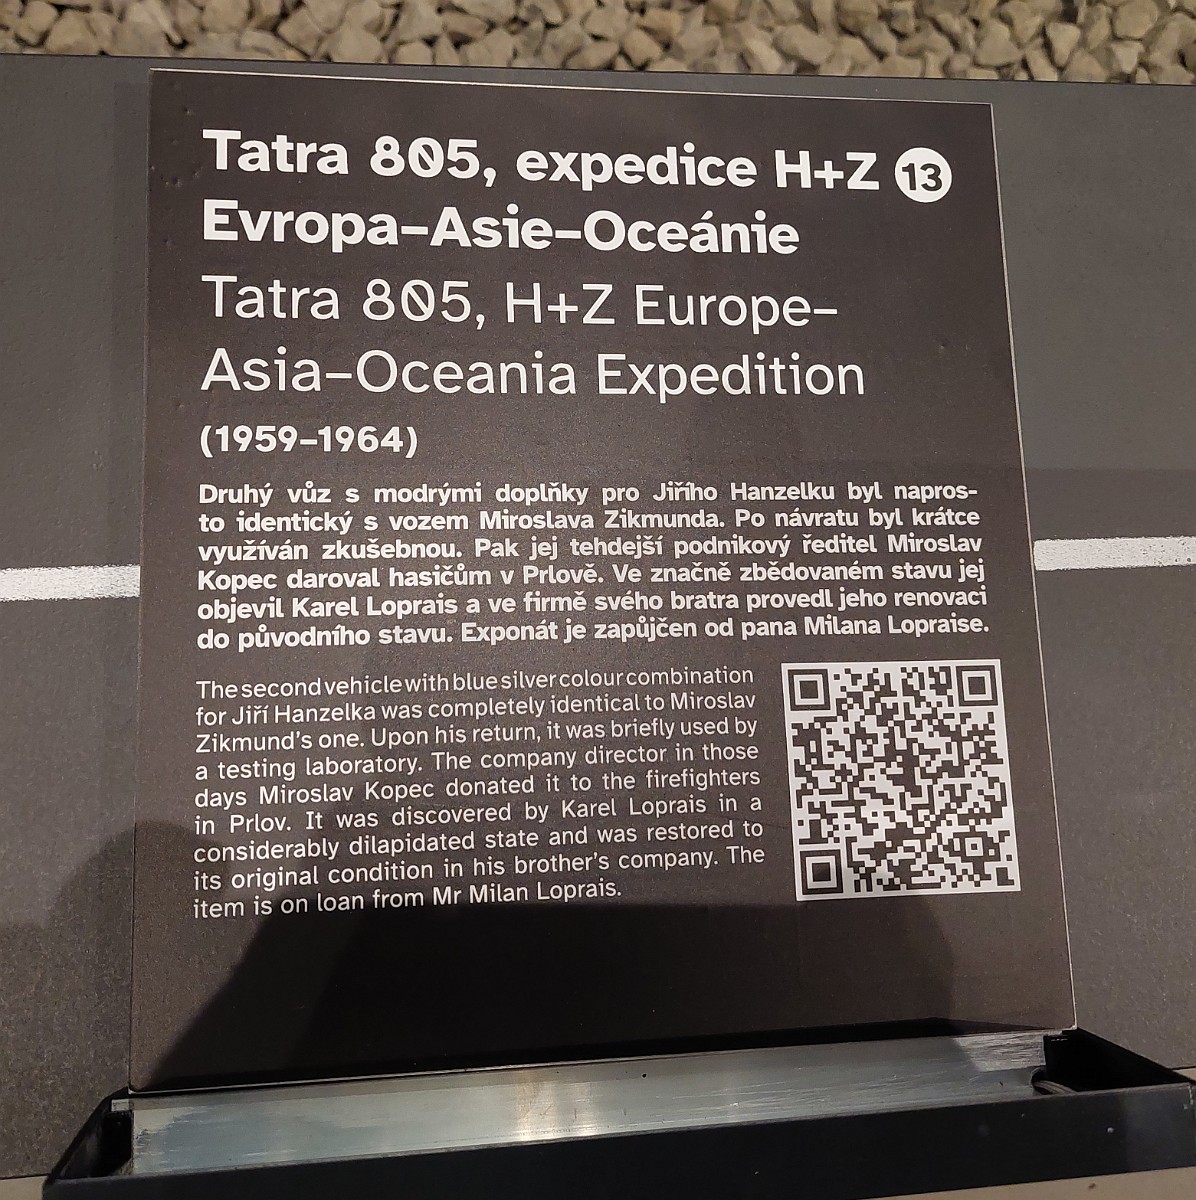 Tatra 805, expedice H+Z 13
Evropa–Asie–Oceánie
Tatra 805, H+Z Europe–
Asia–Oceania Expedition
(1959–1964)
Druhý vůz s modrými doplňky pro Jiřího Hanzelku byl napros-
to identický s vozem Miroslava Zikmunda. Po návratu byl krátce
využíván zkušebnou. Pak jej tehdejší podnikový ředitel Miroslav
Kopec daroval hasičům v Prlově. Ve značně zbědovaném stavu jej
objevil Karel Loprais a ve firmě svého bratra provedl jeho renovaci
do původního stavu. Exponát je zapůjčen od pana Milana Lopraise.
The second vehicle with blue silver colour combination
for Jiří Hanzelka was completely identical to Miroslav
Zikmund's one. Upon his return, it was briefly used by
a testing laboratory. The company director in those
days Miroslav Kopec donated it to the firefighters
in Prlov. It was discovered by Karel Loprais in a
considerably dilapidated state and was restored to
its original condition in his brother's company. The
item is on loan from Mr Milan Loprais.